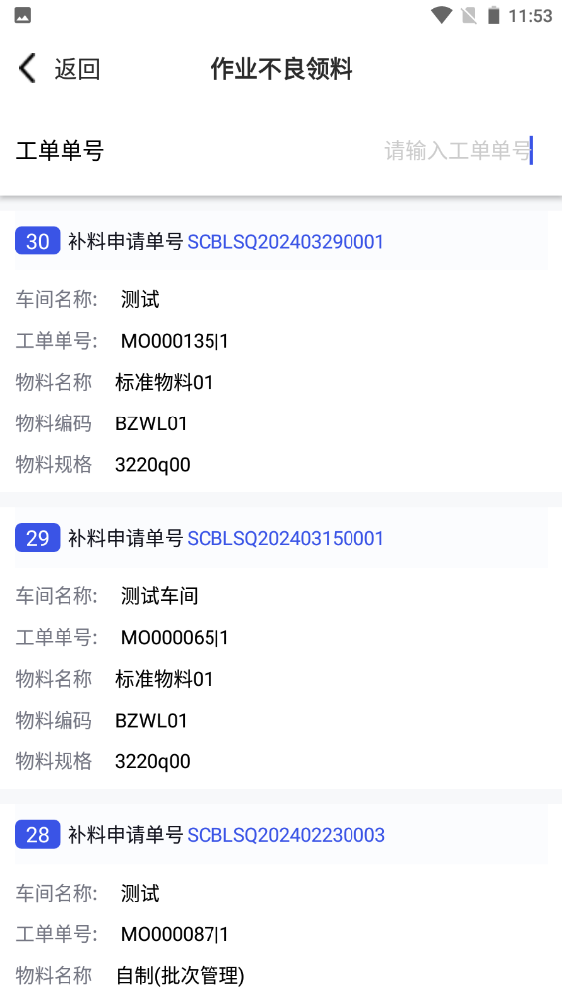 11:53
返回
作业不良领料
工单单号 请输入工单单号
30 补料申请单号 SCBLSQ202403290001
车间名称: 测试
工单单号: MO000135|1
物料名称 标准物料01
物料编码 BZWL01
物料规格 3220q00
29 补料申请单号 SCBLSQ202403150001
车间名称: 测试车间
工单单号: MO000065|1
物料名称 标准物料01
物料编码 BZWL01
物料规格 3220q00
28 补料申请单号 SCBLSQ202402230003
车间名称: 测试
工单单号: MO000087|1
物料名称 自制(批次管理)